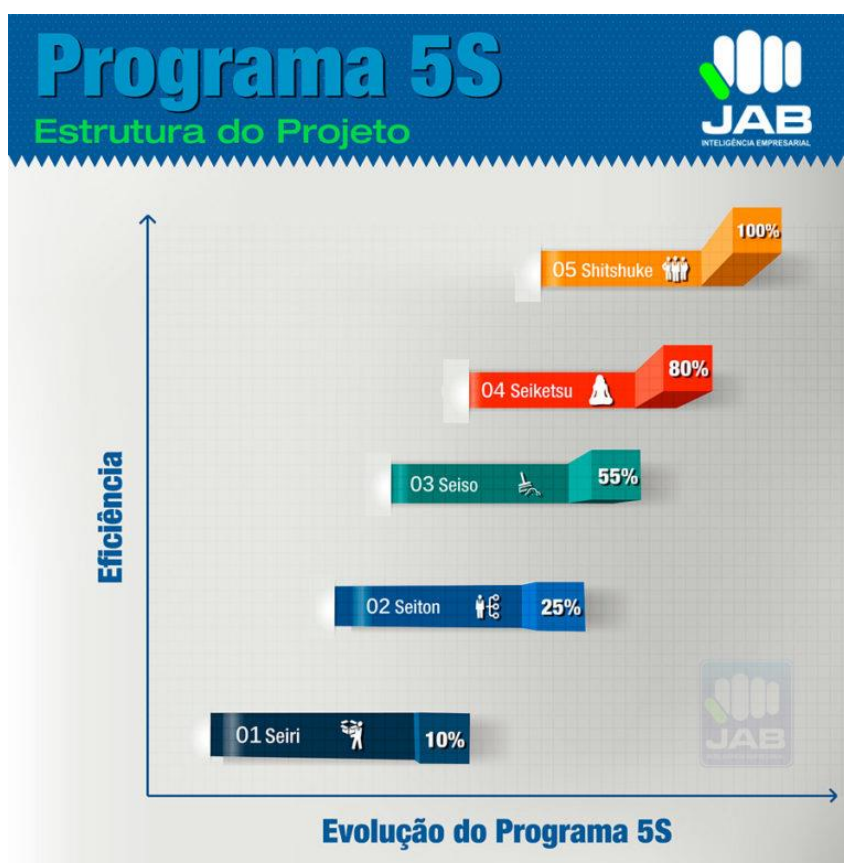 Programa 5S
Estrutura do Projeto
JAB
INTELIGÊNCIA EMPRESARIAL
100%
05 Shitshuke
80%
04 Seiketsu
Eficiência
03 Seiso 55%
02 Seiton 25%
01 Seiri 10%
JAB
Evolução do Programa 5S